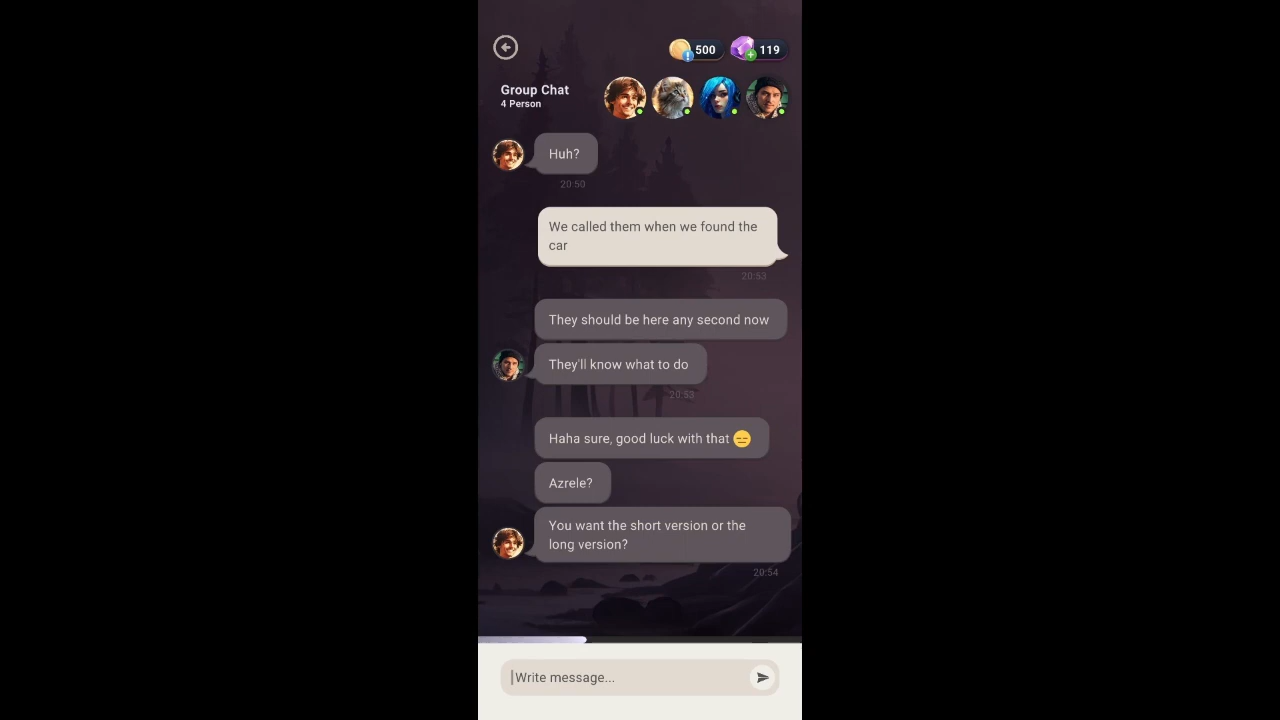 500
119
Group Chat
4 Person
Huh?
20:50
We called them when we found the
car
20:53
They should be here any second now
They'll know what to do
20:53
Haha sure, good luck with that 😑
Azrele?
You want the short version or the
long version?
20:54
Write message...